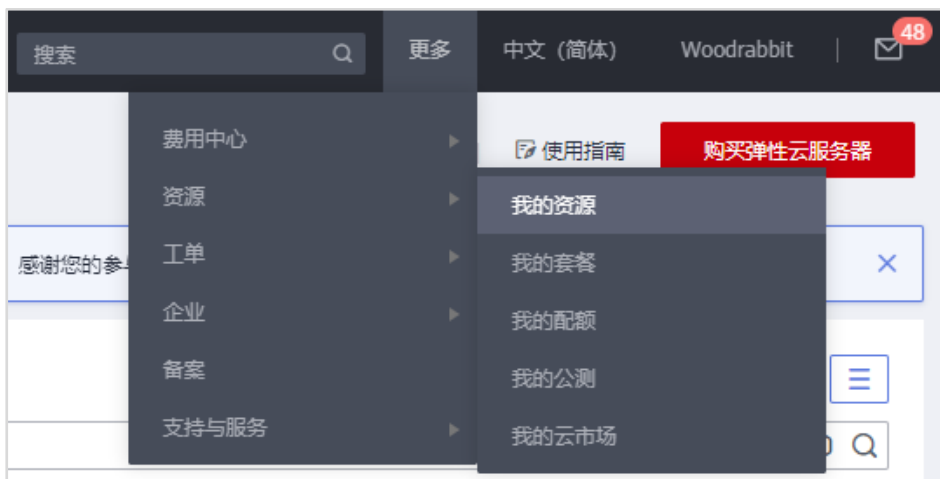 搜索
更多
中文（简体）
Woodrabbit
48
费用中心
资源
工单
企业
备案
支持与服务
使用指南
购买弹性云服务器
我的资源
我的套餐
我的配额
我的公测
我的云市场
感谢您的参